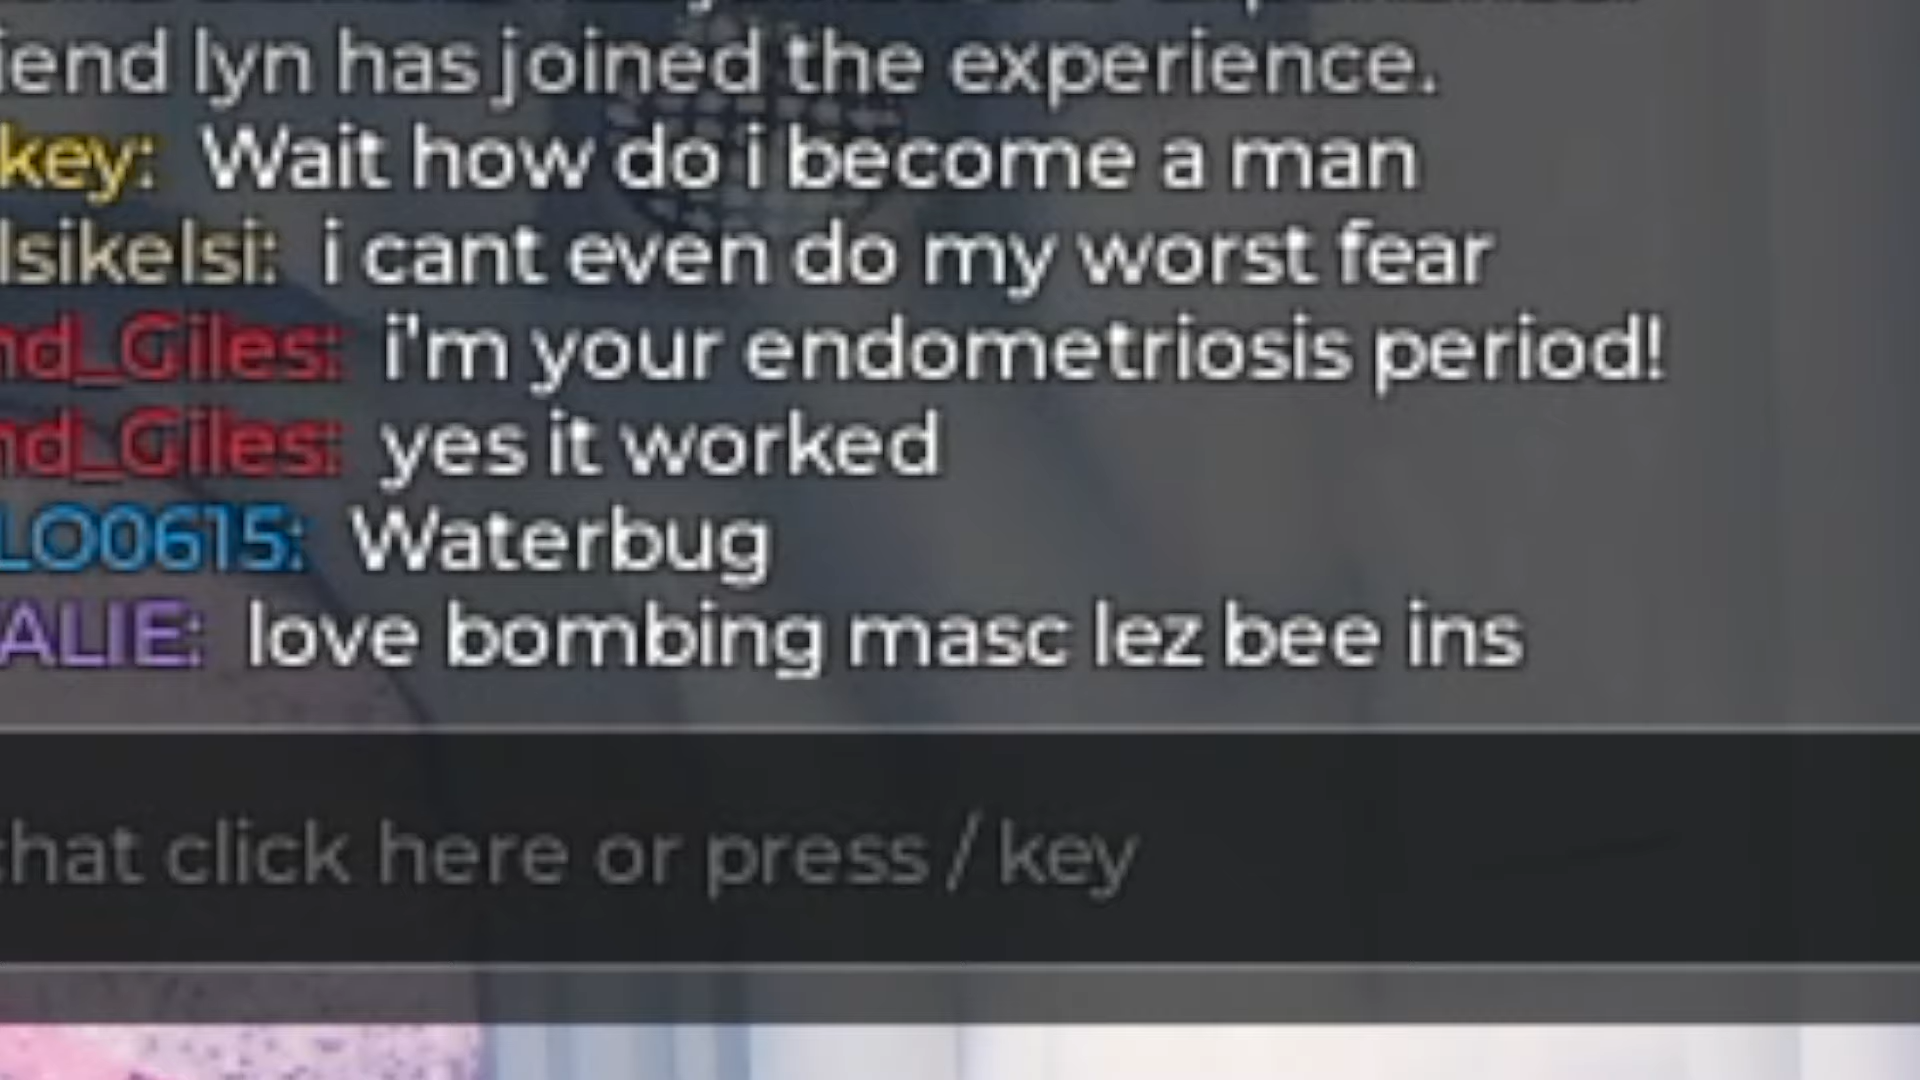 iend lyn has joined the experience.
key: Wait how do i become a man
lsikelsi: i cant even do my worst fear
nd_Giles: i'm your endometriosis period!
nd_Giles: yes it worked
LO0615: Waterbug
ALIE: love bombing masc lez bee ins
chat click here or press / key